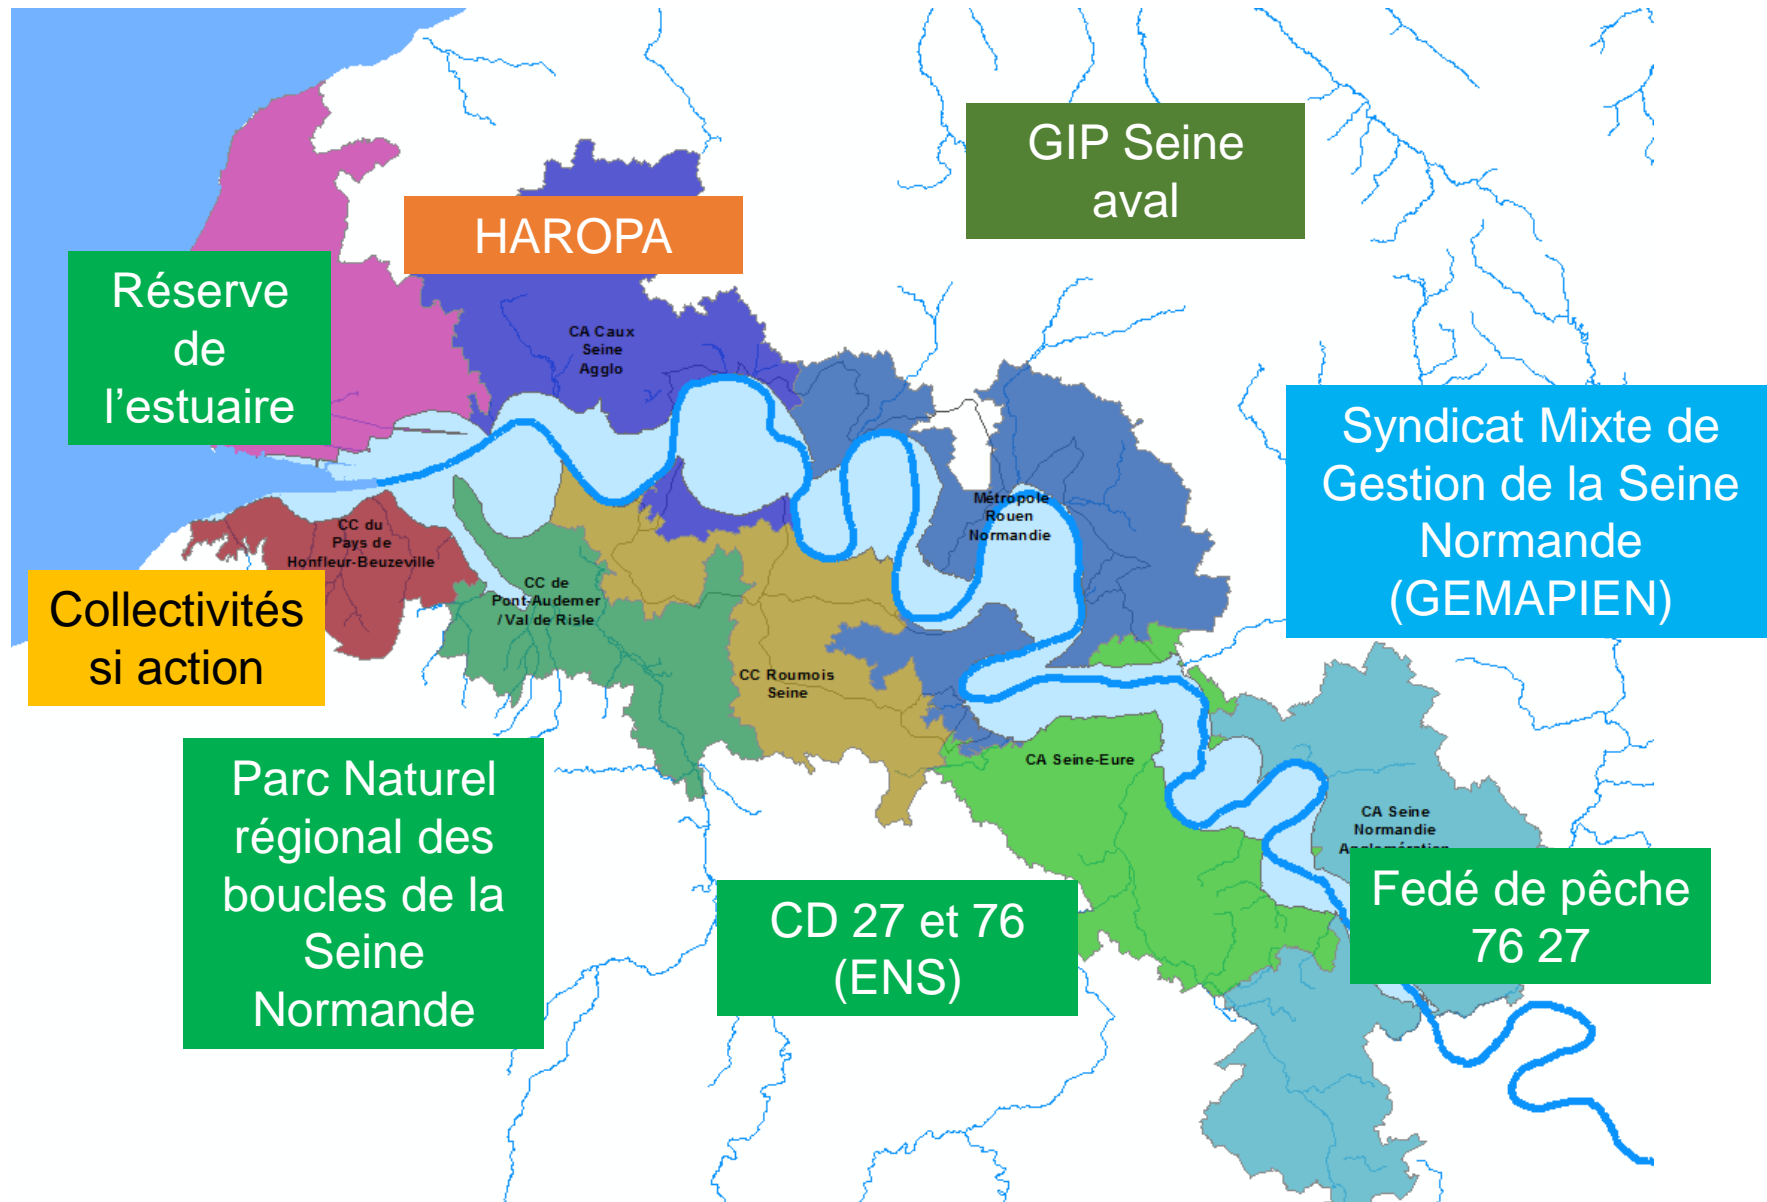 GIP Seine
aval
HAROPA
Réserve
de
l’estuaire
CA Caux
Seine
Agglo
Syndicat Mixte de
Gestion de la Seine
Normande
(GEMAPIEN)
Métropole
Rouen
Normandie
CC du
Pays de
Honfleur-Beuzeville
CC de
Pont-Audemer
/ Val de Risle
Collectivités
si action
CC Roumois
Seine
CA Seine-Eure
Parc Naturel
régional des
boucles de la
Seine
Normande
CA Seine
Normandie
Agglomération
CD 27 et 76
(ENS)
Fedé de pêche
76 27